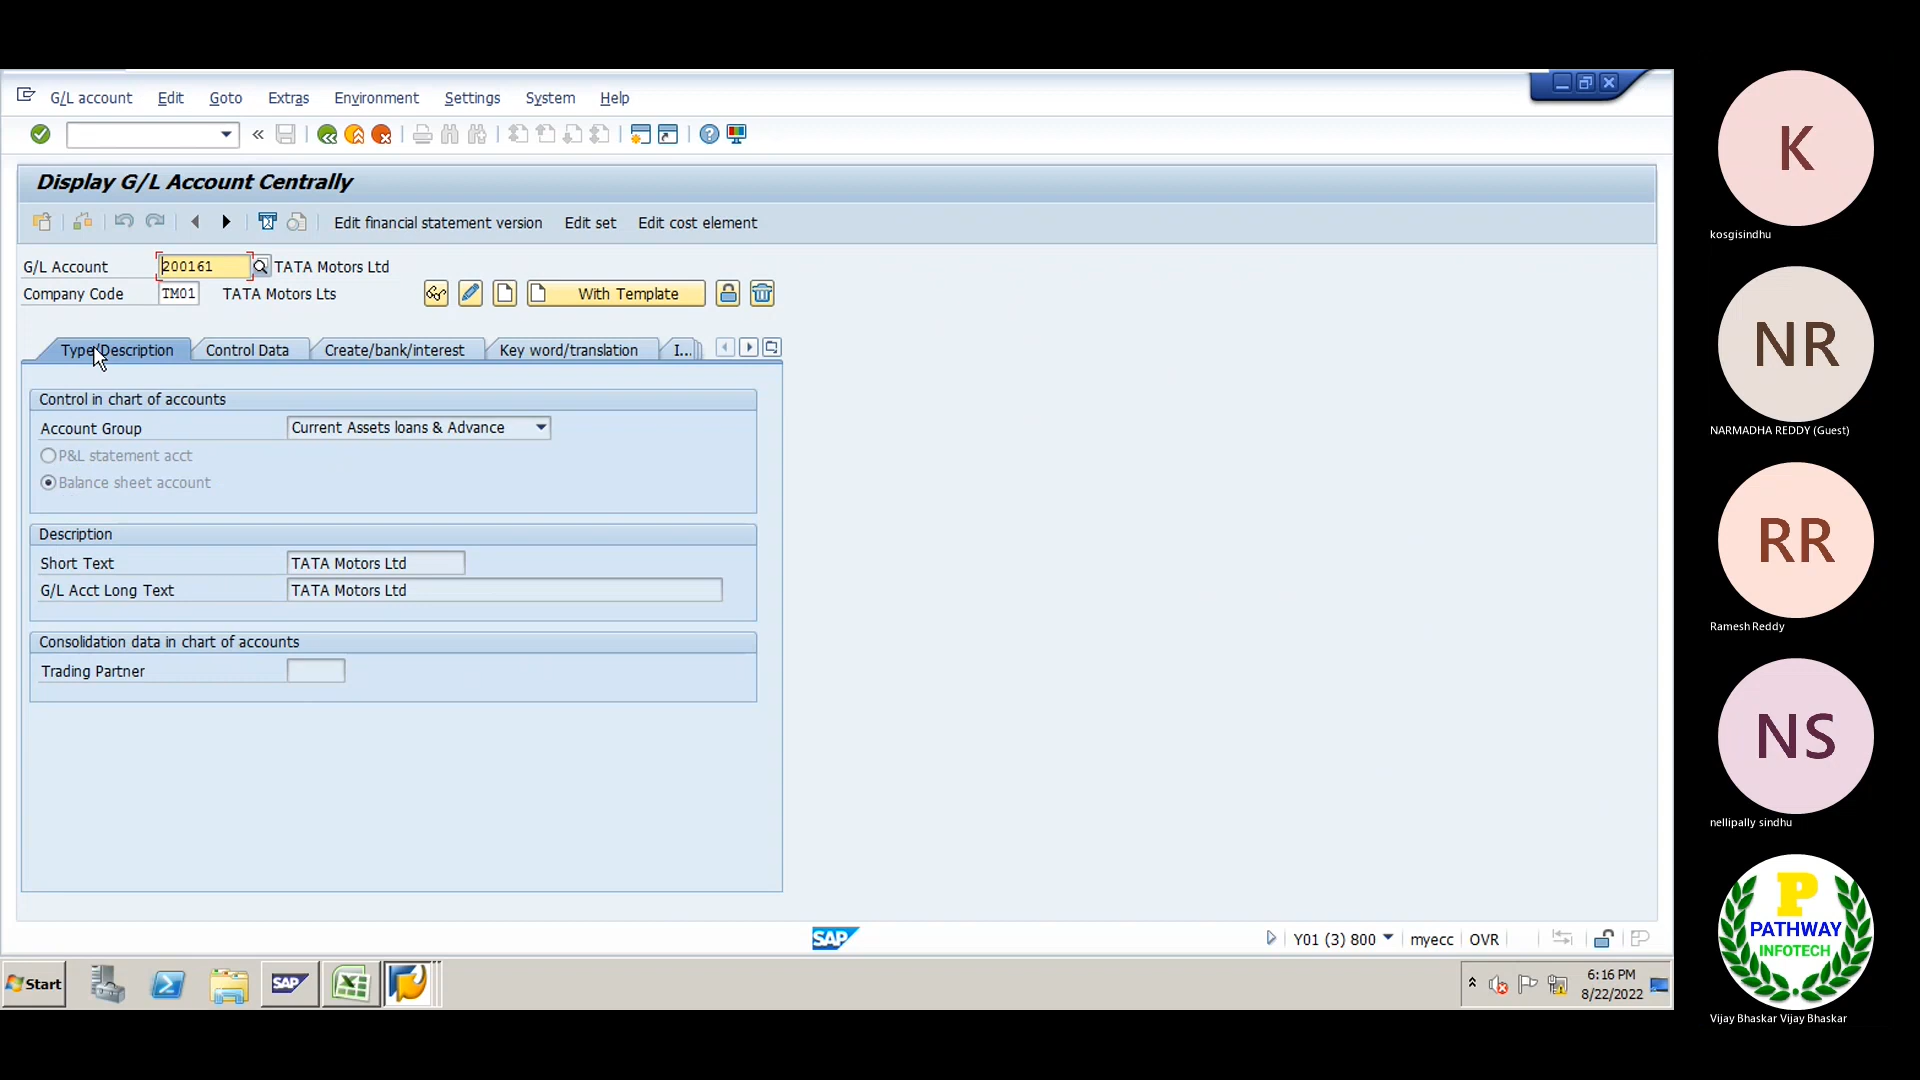 G/L account Edit Goto Extras Environment Settings System Help
Display G/L Account Centrally
Edit financial statement version Edit set Edit cost element
G/L Account 200161 TATA Motors Ltd
Company Code TM01 TATA Motors Lts With Template
Type/Description Control Data Create/bank/interest Key word/translation I...
Control in chart of accounts
Account Group Current Assets loans & Advance
P&L statement acct
Balance sheet account
Description
Short Text TATA Motors Ltd
G/L Acct Long Text TATA Motors Ltd
Consolidation data in chart of accounts
Trading Partner
SAP Y01 (3) 800 myecc OVR
Start SAP 6:16 PM
8/22/2022
K
kosgisindhu
NR
NARMADHA REDDY (Guest)
RR
Ramesh Reddy
NS
nellipally sindhu
P
PATHWAY
INFOTECH
Vijay Bhaskar Vijay Bhaskar